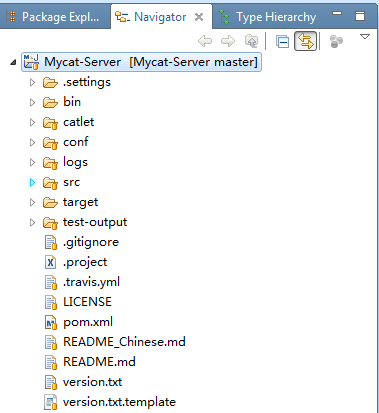 Package Expl... Navigator Type Hierarchy
Mycat-Server [Mycat-Server master]
.settings
bin
catlet
conf
logs
src
target
test-output
.gitignore
.project
.travis.yml
LICENSE
pom.xml
README_Chinese.md
README.md
version.txt
version.txt.template